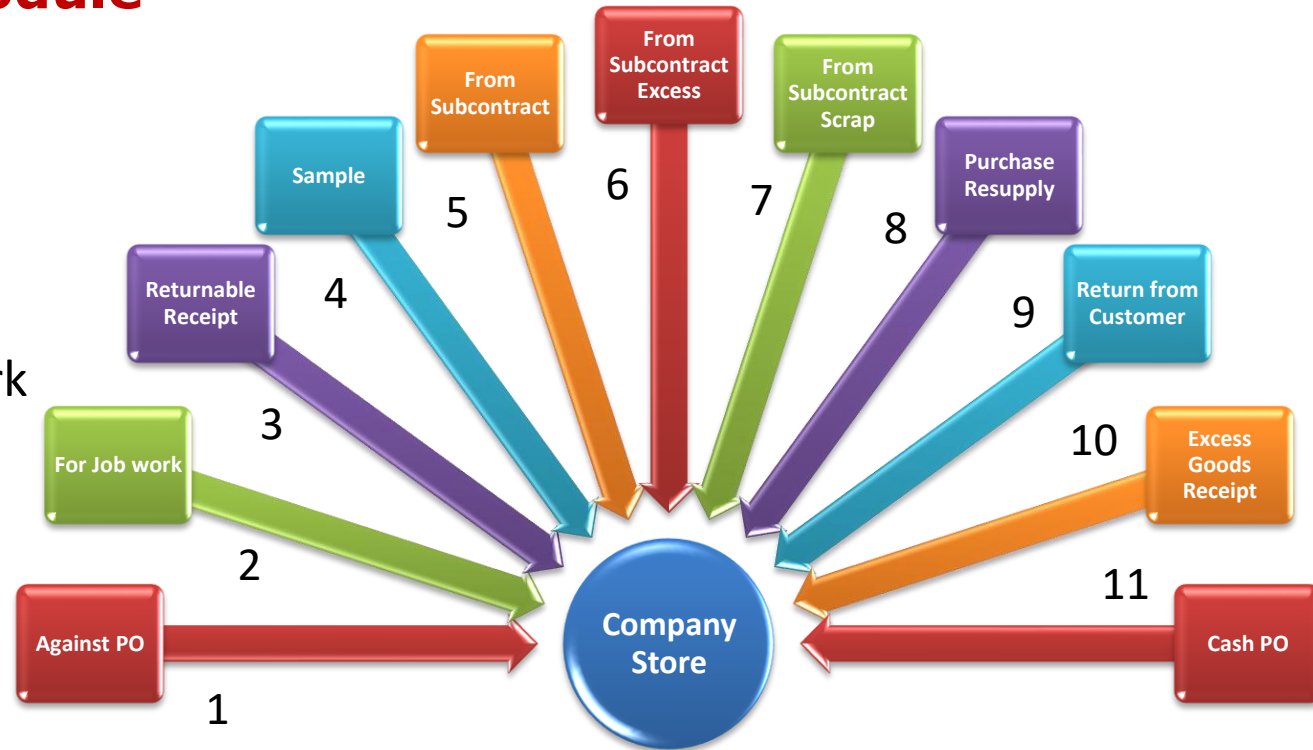 From
Subcontract
Excess
From
Subcontract
From
Subcontract
Scrap
Sample
Purchase
Resupply
5
6
7
8
Returnable
Receipt
4
9
Return from
Customer
rk
3
10
For Job work
Excess
Goods
Receipt
2
11
Against PO
Company
Store
Cash PO
1